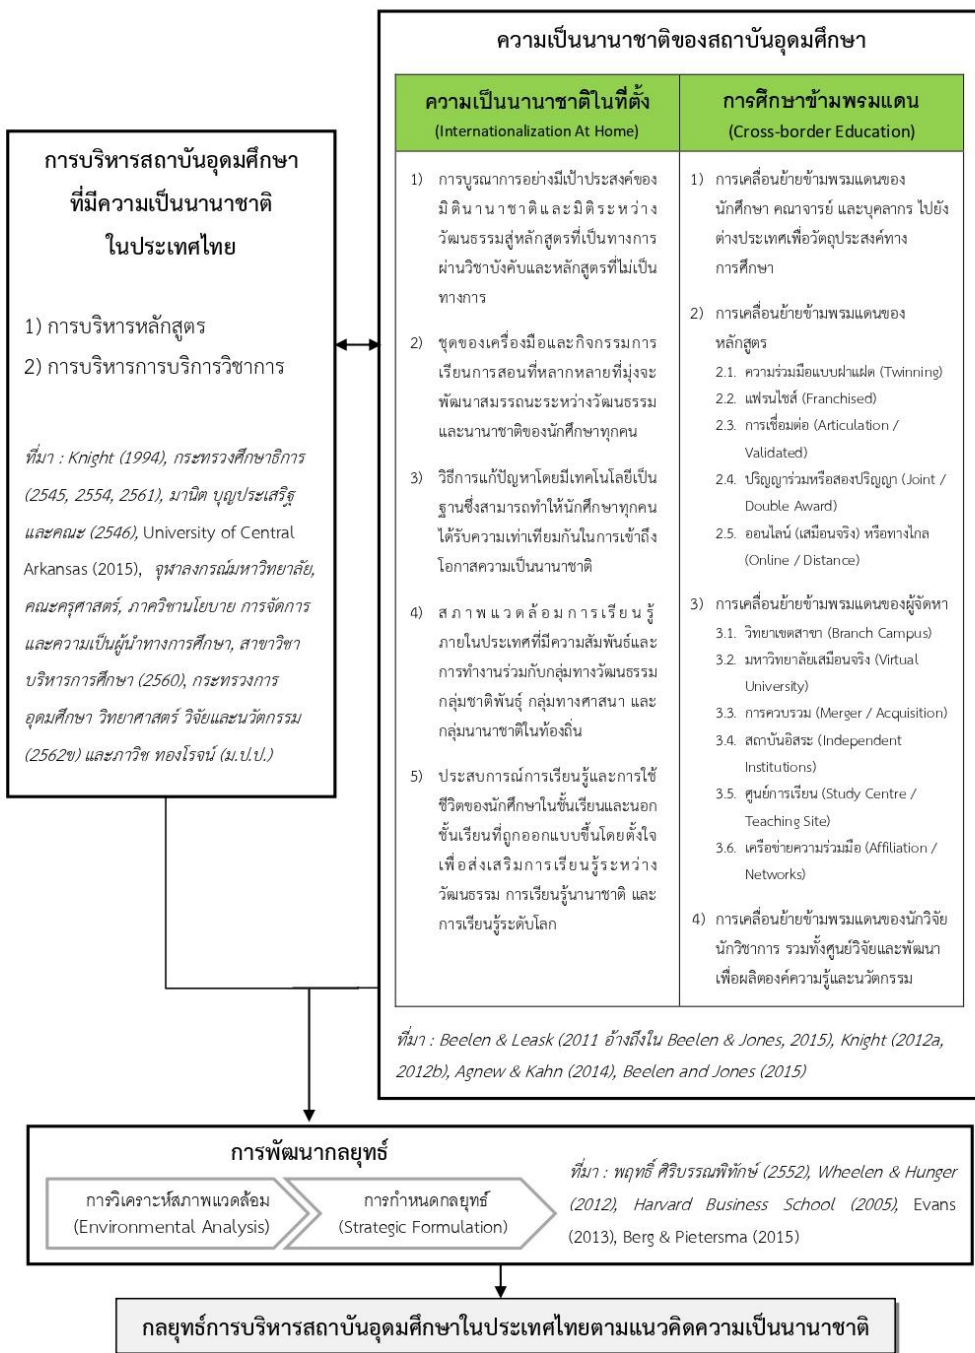 ความเป็นนานาชาติของสถาบันอุดมศึกษา
ความเป็นนานาชาติในที่ตั้ง
(Internationalization At Home)
1) การบูรณาการอย่างมีเป้าประสงค์ของ
มิตินานาชาติและมิติระหว่าง
วัฒนธรรมสู่หลักสูตรที่เป็นทางการ
ผ่านวิชาบังคับและหลักสูตรที่ไม่เป็น
ทางการ
2) ชุดของเครื่องมือและกิจกรรมการ
เรียนการสอนที่หลากหลายที่มุ่งจะ
พัฒนาสมรรถนะระหว่างวัฒนธรรม
และนานาชาติของนักศึกษาทุกคน
3) วิธีการแก้ปัญหาโดยมีเทคโนโลยีเป็น
ฐานซึ่งสามารถทำให้นักศึกษาทุกคน
ได้รับความเท่าเทียมกันในการเข้าถึง
โอกาสความเป็นนานาชาติ
4) สภาพแวดล้อมการเรียนรู้
ภายในประเทศที่มีความสัมพันธ์และ
การทำงานร่วมกับกลุ่มทางวัฒนธรรม
กลุ่มชาติพันธุ์ กลุ่มทางศาสนา และ
กลุ่มนานาชาติในท้องถิ่น
5) ประสบการณ์การเรียนรู้และการใช้
ชีวิตของนักศึกษาในชั้นเรียนและนอก
ชั้นเรียนที่ถูกออกแบบขึ้นโดยตั้งใจ
เพื่อส่งเสริมการเรียนรู้ระหว่าง
วัฒนธรรม การเรียนรู้นานาชาติ และ
การเรียนรู้ระดับโลก
การศึกษาข้ามพรมแดน
(Cross-border Education)
1) การเคลื่อนย้ายข้ามพรมแดนของ
นักศึกษา คณาจารย์ และบุคลากร ไปยัง
ต่างประเทศเพื่อวัตถุประสงค์ทาง
การศึกษา
2) การเคลื่อนย้ายข้ามพรมแดนของ
หลักสูตร
2.1. ความร่วมมือแบบฝาแฝด (Twinning)
2.2. แฟรนไชส์ (Franchised)
2.3. การเชื่อมต่อ (Articulation /
Validated)
2.4. ปริญญาร่วมหรือสองปริญญา (Joint /
Double Award)
2.5. ออนไลน์ (เสมือนจริง) หรือทางไกล
(Online / Distance)
3) การเคลื่อนย้ายข้ามพรมแดนของผู้จัดหา
3.1. วิทยาเขตสาขา (Branch Campus)
3.2. มหาวิทยาลัยเสมือนจริง (Virtual
University)
3.3. การควบรวม (Merger / Acquisition)
3.4. สถาบันอิสระ (Independent
Institutions)
3.5. ศูนย์การเรียน (Study Centre /
Teaching Site)
3.6. เครือข่ายความร่วมมือ (Affiliation /
Networks)
4) การเคลื่อนย้ายข้ามพรมแดนของนักวิจัย
นักวิชาการ รวมทั้งศูนย์วิจัยและพัฒนา
เพื่อผลิตองค์ความรู้และนวัตกรรม
ที่มา : Beelen & Leask (2011 อ้างถึงใน Beelen & Jones, 2015), Knight (2012a,
2012b), Agnew & Kahn (2014), Beelen and Jones (2015)
การบริหารสถาบันอุดมศึกษา
ที่มีความเป็นนานาชาติ
ในประเทศไทย
1) การบริหารหลักสูตร
2) การบริหารการบริการวิชาการ
ที่มา : Knight (1994), กระทรวงศึกษาธิการ
(2545, 2554, 2561), มานิต บุญประเสริฐ
และคณะ (2546), University of Central
Arkansas (2015), จุฬาลงกรณ์มหาวิทยาลัย,
คณะครุศาสตร์, ภาควิชานโยบาย การจัดการ
และความเป็นผู้นำทางการศึกษา, สาขาวิชา
บริหารการศึกษา (2560), กระทรวงการ
อุดมศึกษา วิทยาศาสตร์ วิจัยและนวัตกรรม
(2562ข) และภาวิช ทองโรจน์ (ม.ป.ป.)
การพัฒนากลยุทธ์
การวิเคราะห์สภาพแวดล้อม
(Environmental Analysis)
การกำหนดกลยุทธ์
(Strategic Formulation)
ที่มา : พฤทธิ์ ศิริบรรณพิทักษ์ (2552), Wheelen & Hunger
(2012), Harvard Business School (2005), Evans
(2013), Berg & Pietersma (2015)
กลยุทธ์การบริหารสถาบันอุดมศึกษาในประเทศไทยตามแนวคิดความเป็นนานาชาติ